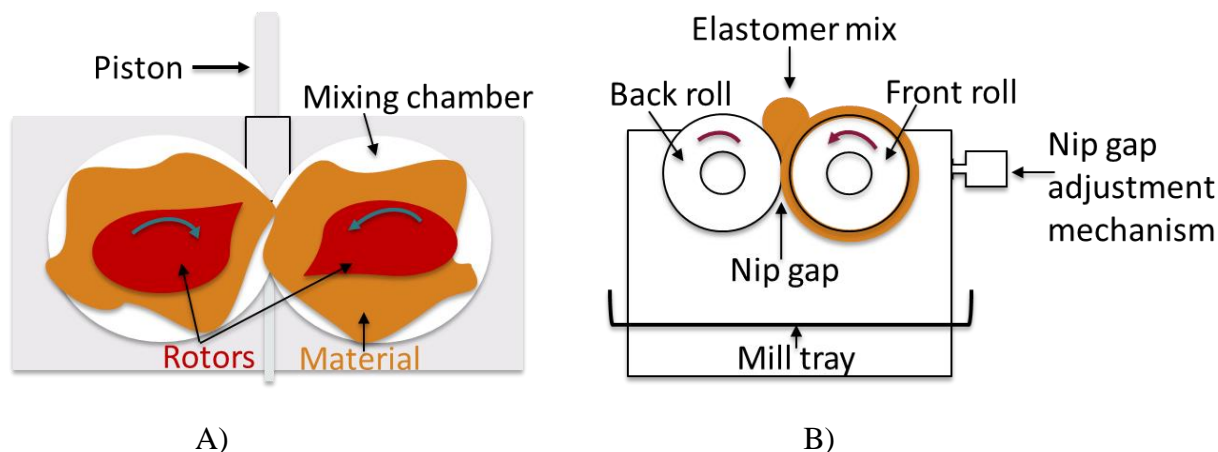 Piston
Mixing chamber
Rotors
Material
A)
Elastomer mix
Back roll
Front roll
Nip gap
adjustment
mechanism
Nip gap
Mill tray
B)